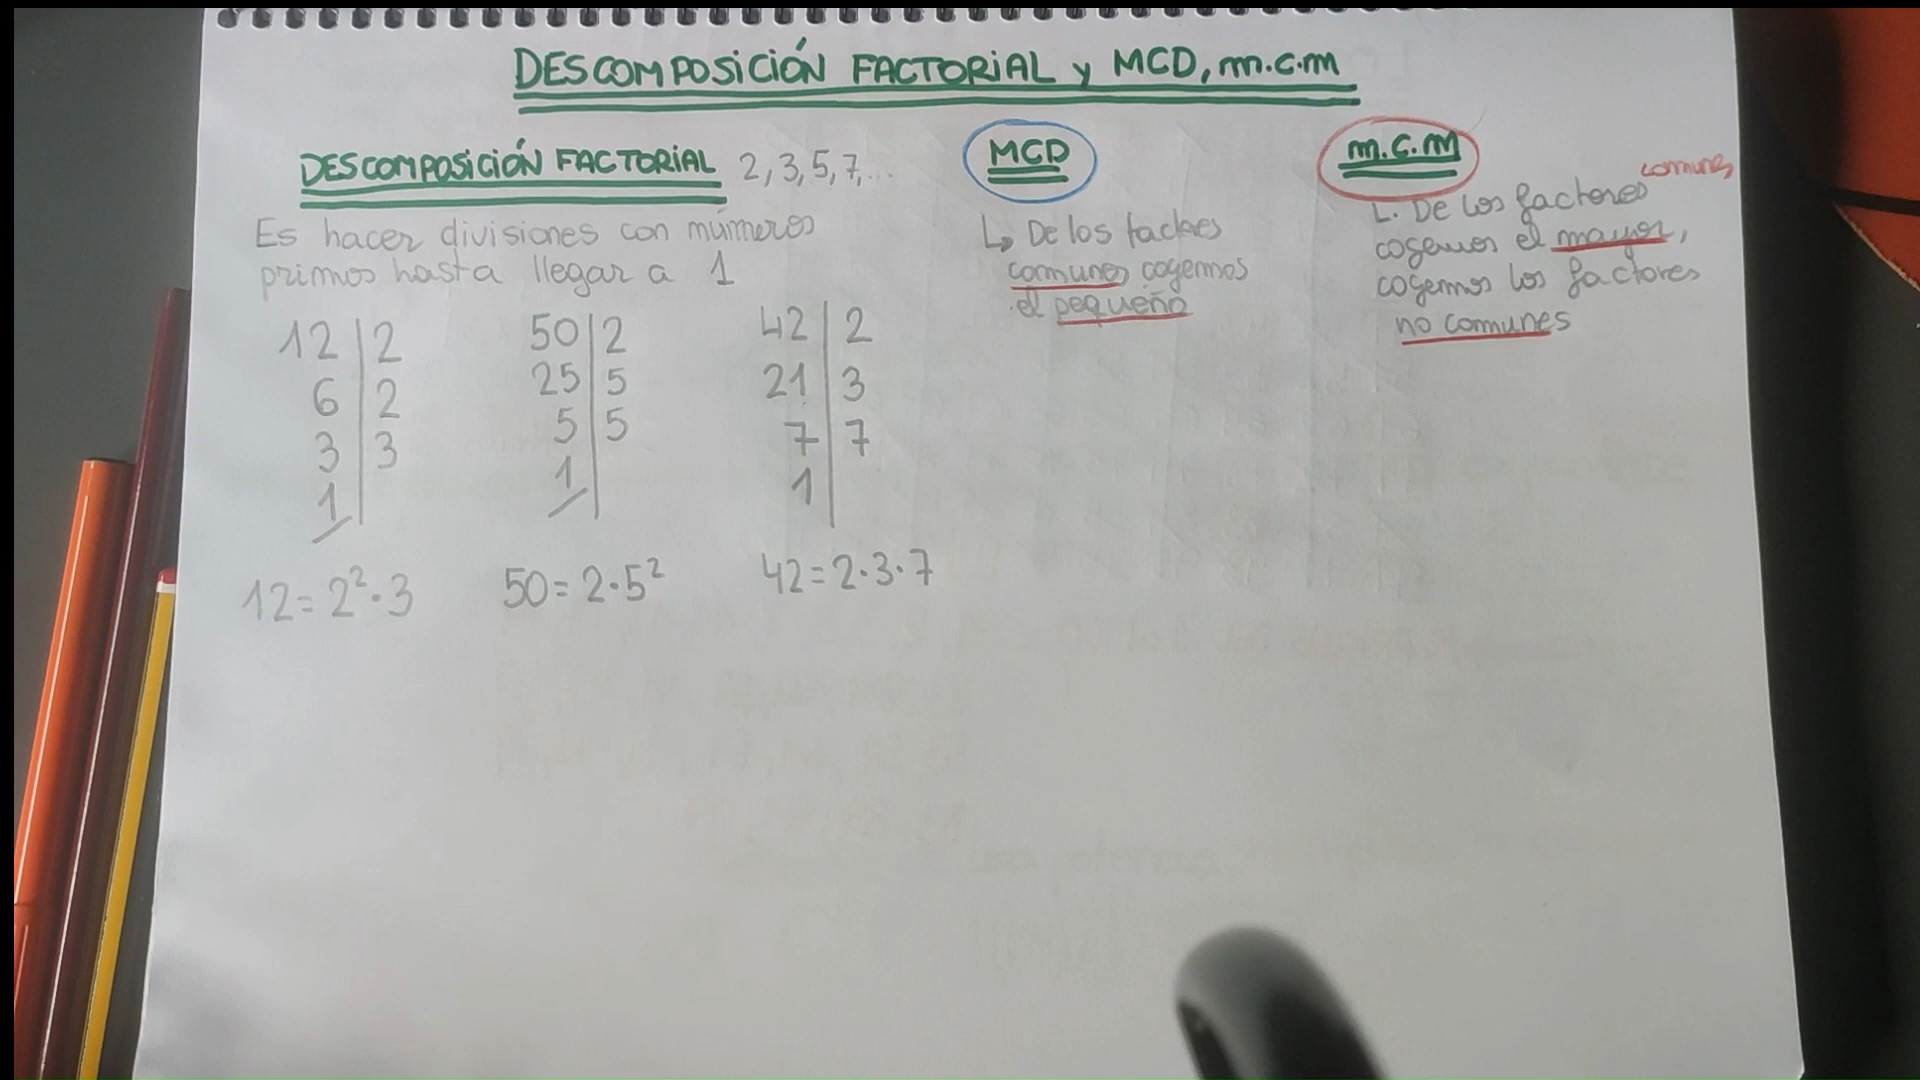 DESCOMPOSICIÓN FACTORIAL y MCD, m.c.m
DESCOMPOSICIÓN FACTORIAL 2, 3, 5, 7, ...
Es hacer divisiones con números
primos hasta llegar a 1
12 | 2
6 | 2
3 | 3
1
12 = 2² · 3
50 | 2
25 | 5
5 | 5
1
50 = 2 · 5²
42 | 2
21 | 3
7 | 7
1
42 = 2 · 3 · 7
MCD
↳ De los factores
comunes cogemos
el pequeño
m.c.m
comunes
L. De los factores
cogemos el mayor,
cogemos los factores
no comunes